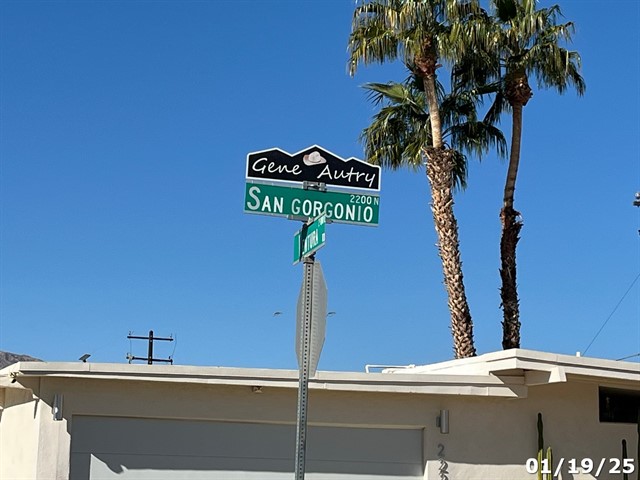 Gene Autry
2200 N
SAN GORGONIO
01/19/25